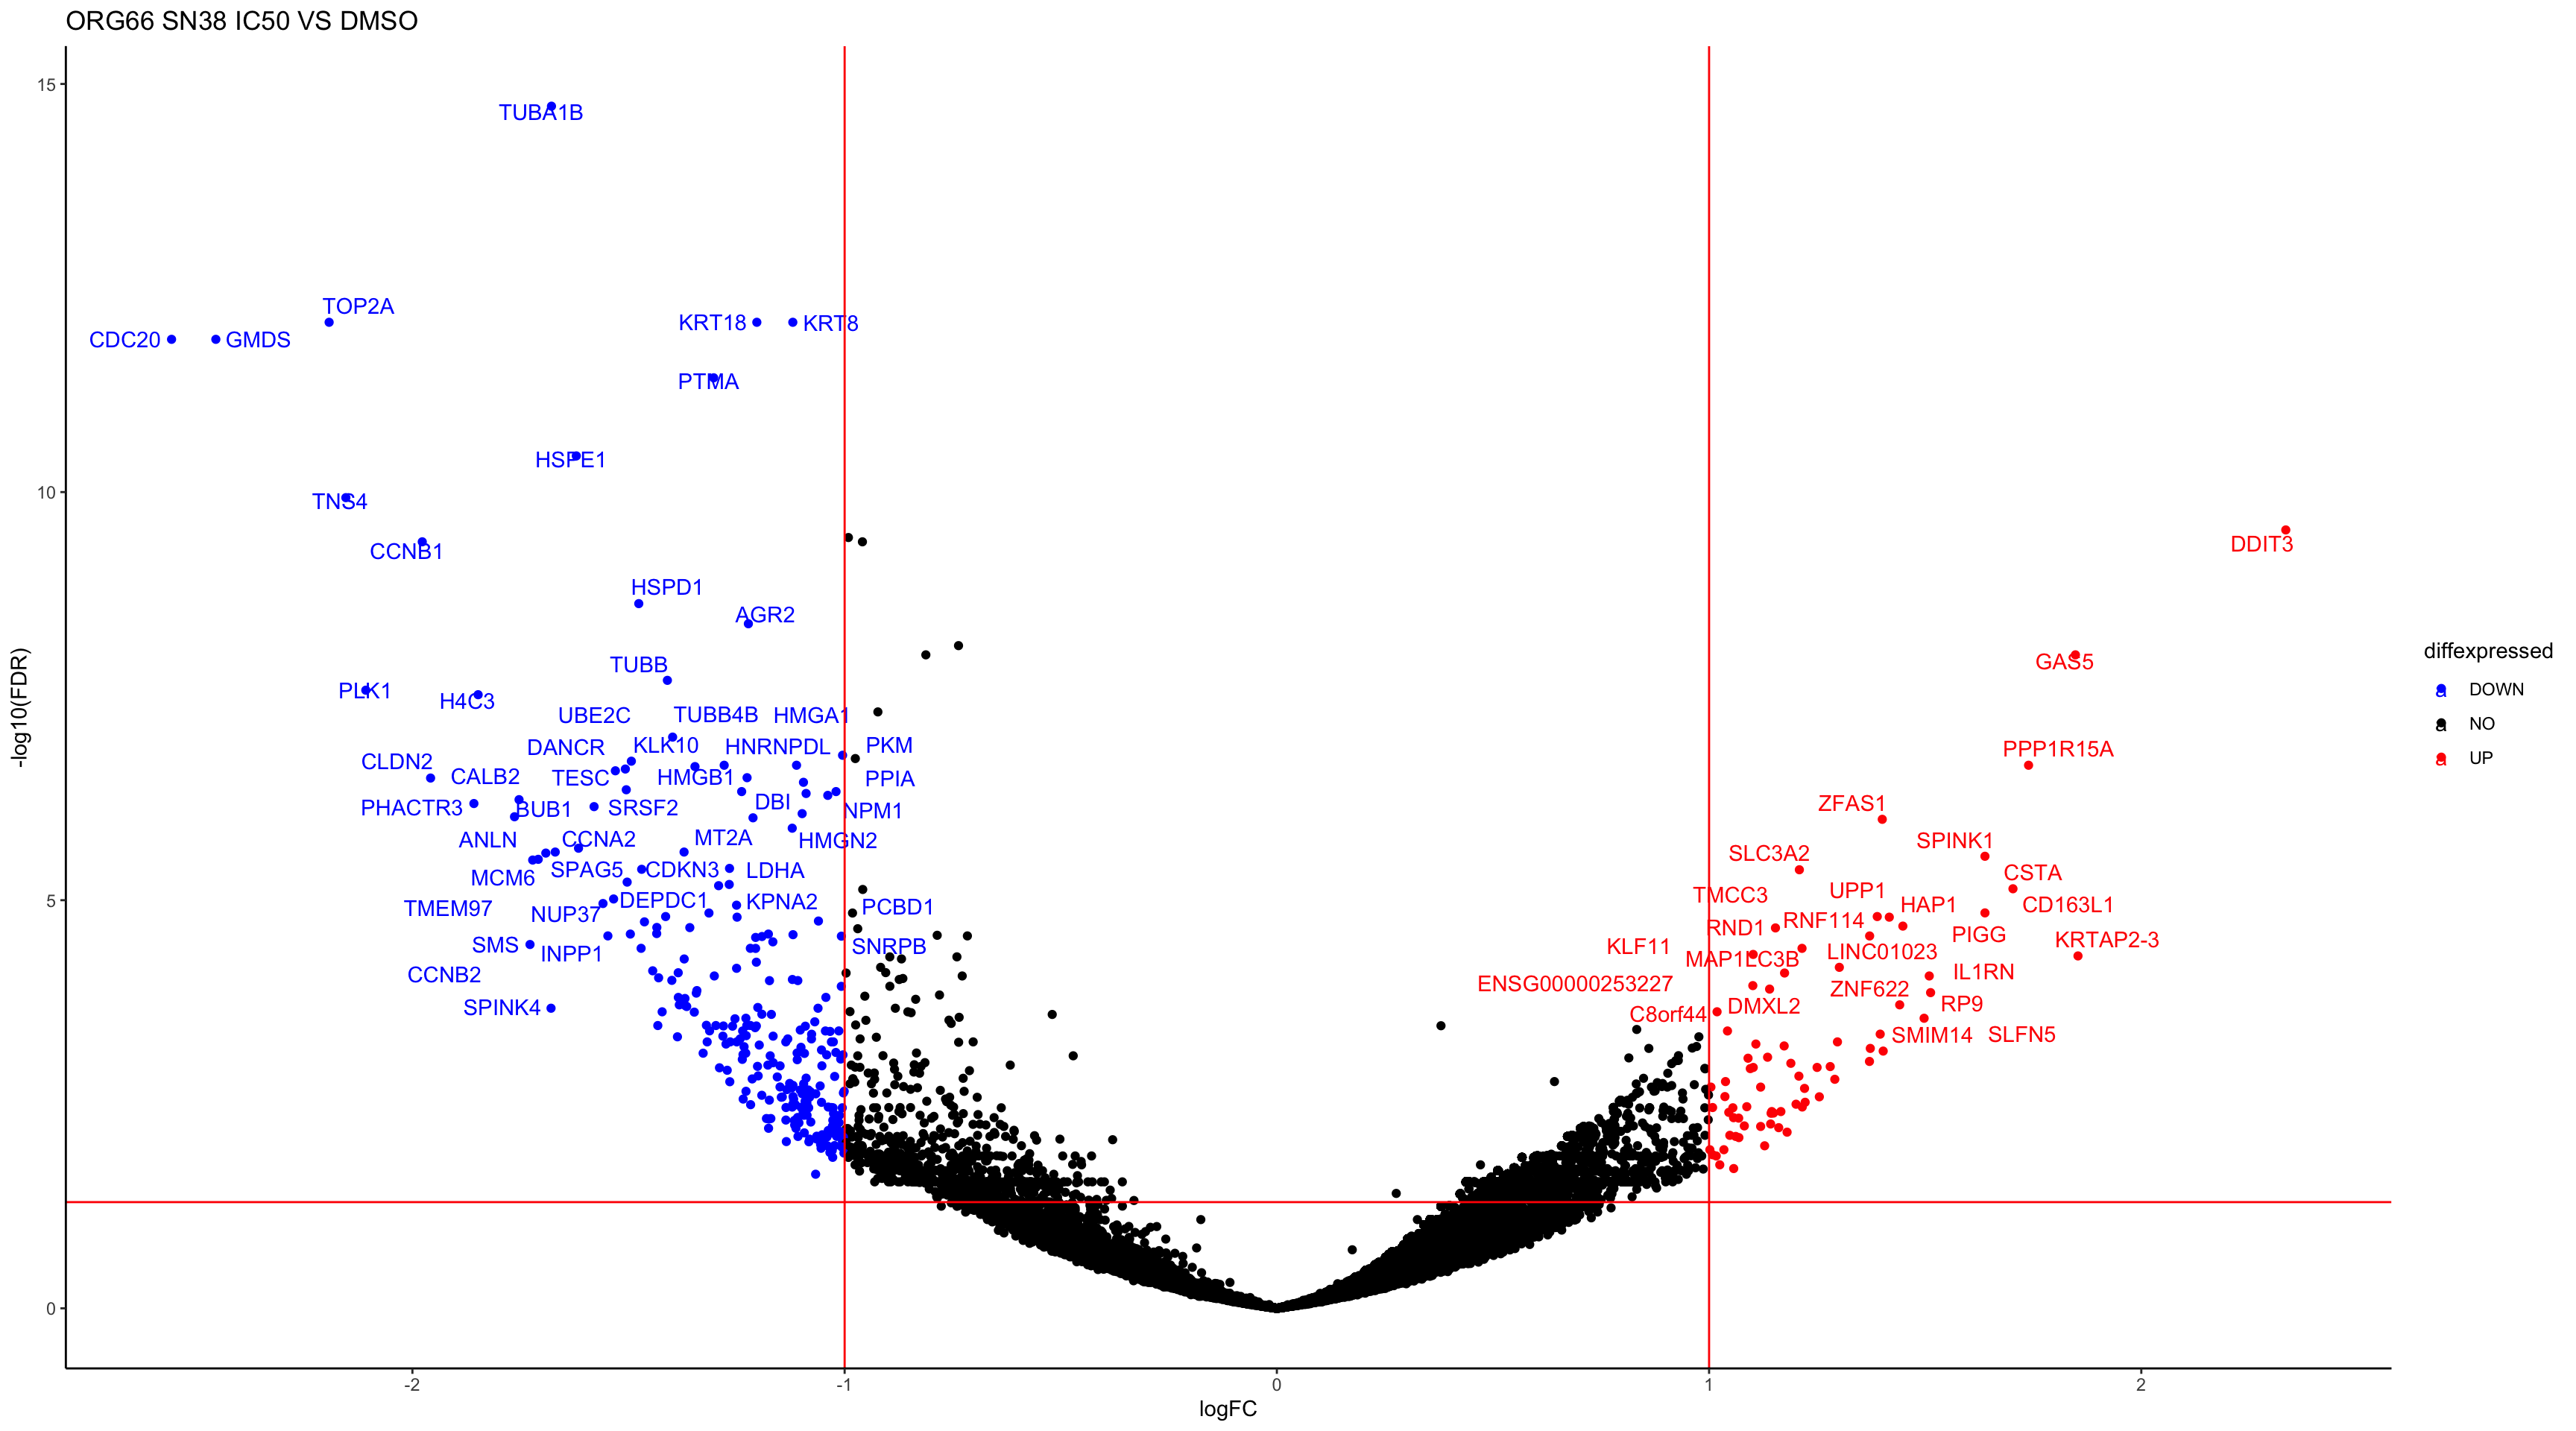 ORG66 SN38 IC50 VS DMSO
15
TUBA1B
TOP2A
KRT18
KRT8
CDC20
GMDS
PTMA
HSPE1
10
TNS4
DDIT3
CCNB1
HSPD1
AGR2
-log10(FDR)
diffexpressed
a DOWN
a NO
a UP
TUBB
GAS5
PLK1
H4C3
UBE2C
TUBB4B
HMGA1
DANCR
KLK10
HNRNPDL
PKM
PPP1R15A
CLDN2
CALB2
TESC
HMGB1
PPIA
PHACTR3
BUB1
SRSF2
DBI
NPM1
ZFAS1
ANLN
CCNA2
MT2A
HMGN2
SPINK1
SLC3A2
MCM6
SPAG5
CDKN3
LDHA
CSTA
5
TMEM97
NUP37
DEPDC1
KPNA2
PCBD1
TMCC3
UPP1
HAP1
CD163L1
RND1
RNF114
PIGG
KRTAP2-3
SMS
INPP1
SNRPB
KLF11
MAP1LC3B
LINC01023
CCNB2
IL1RN
ENSG00000253227
ZNF622
SPINK4
C8orf44
DMXL2
RP9
SMIM14
SLFN5
0
-2
-1
0
1
2
logFC